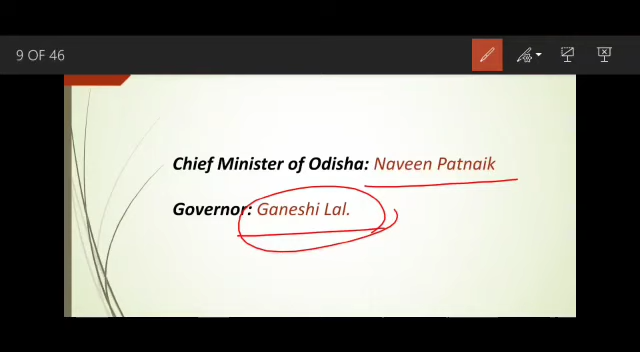 9 OF 46
Chief Minister of Odisha: Naveen Patnaik
Governor: Ganeshi Lal.